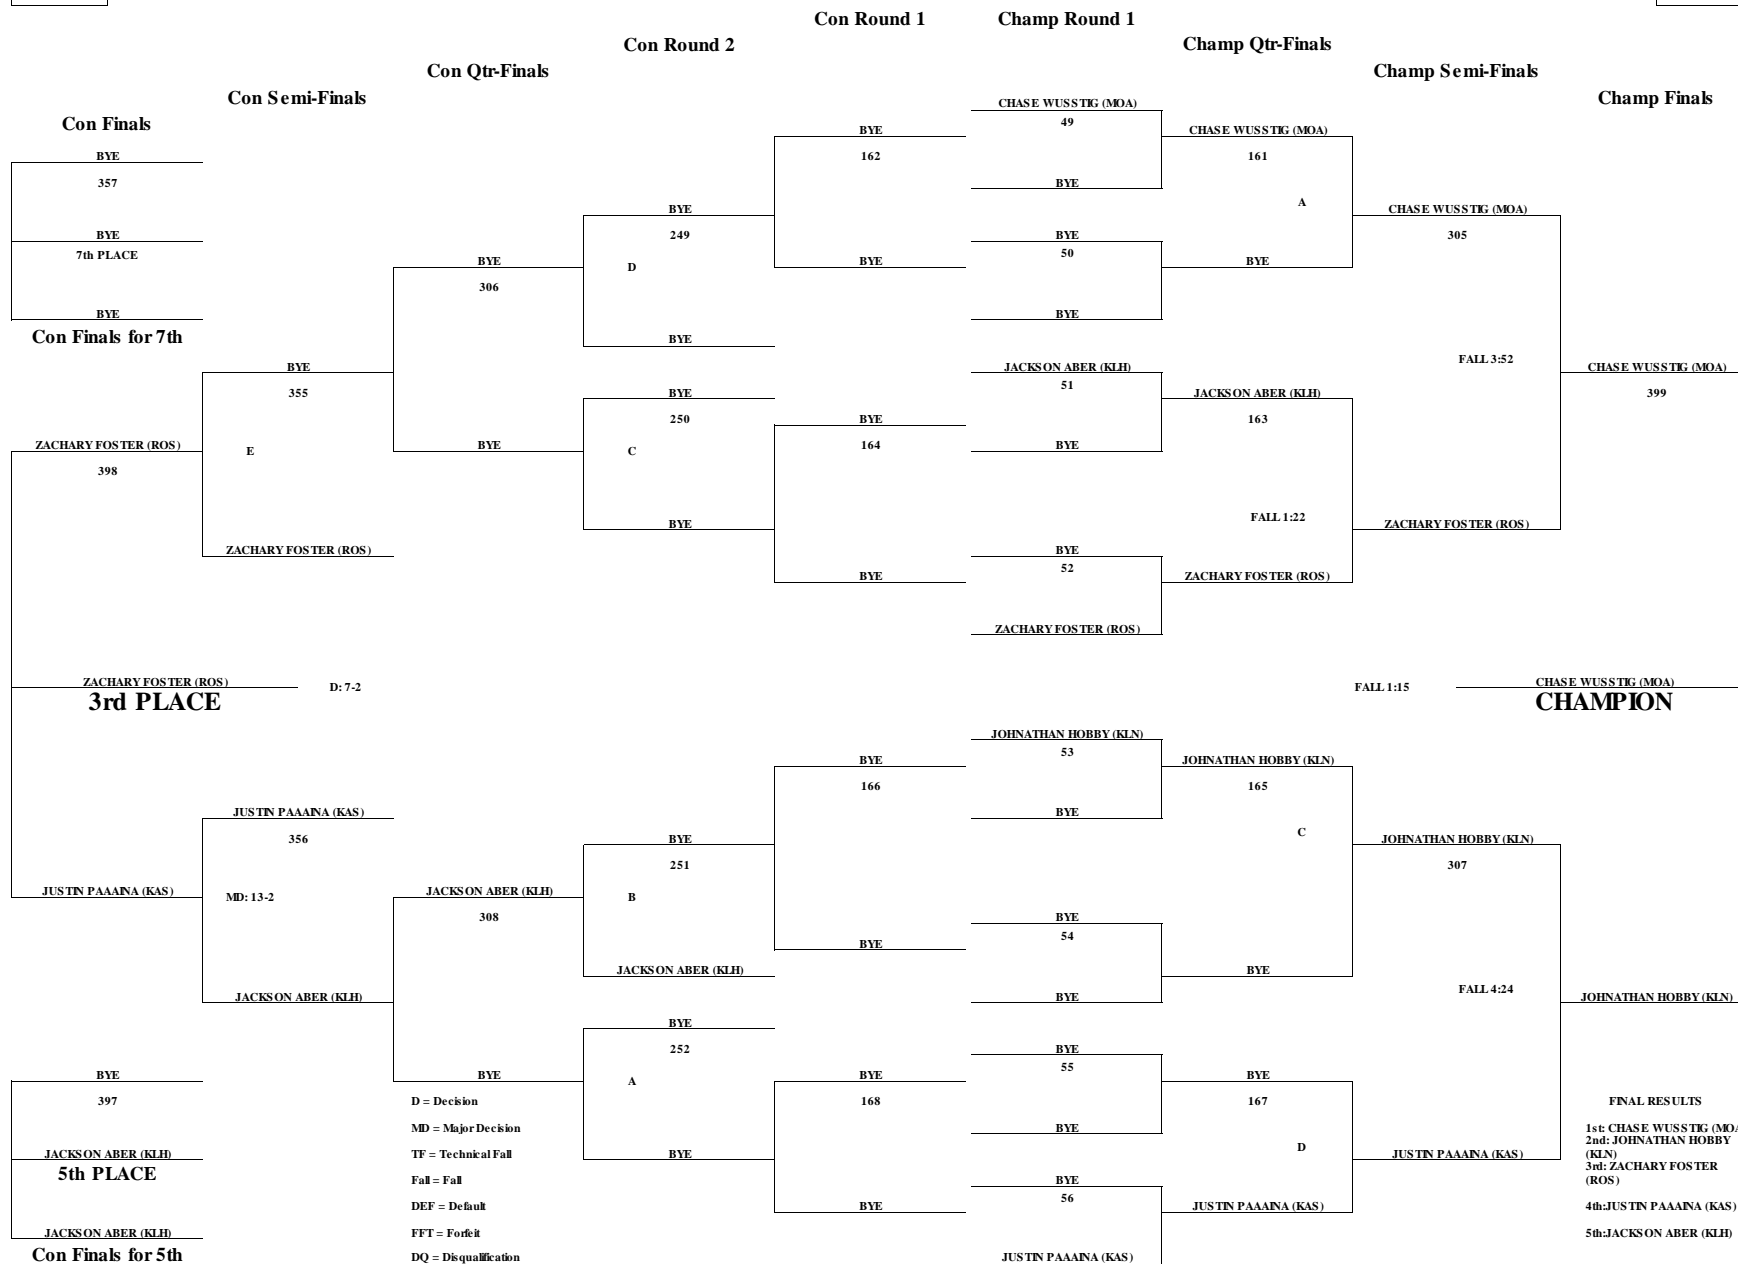 Con Round 1
Champ Round 1
Con Round 2
Champ Qtr-Finals
Con Qtr-Finals
Champ Semi-Finals
Con Semi-Finals
Champ Finals
Con Finals
BYE
357
BYE
7th PLACE
BYE
Con Finals for 7th
ZACHARY FOSTER (ROS)
398
ZACHARY FOSTER (ROS)
3rd PLACE
D: 7-2
JUSTIN PAAAINA (KAS)
BYE
397
JACKSON ABER (KLH)
5th PLACE
JACKSON ABER (KLH)
Con Finals for 5th
BYE
355
E
ZACHARY FOSTER (ROS)
JUSTIN PAAAINA (KAS)
356
MD: 13-2
JACKSON ABER (KLH)
BYE
306
BYE
JACKSON ABER (KLH)
308
BYE
D = Decision
MD = Major Decision
TF = Technical Fall
Fall = Fall
DEF = Default
FFT = Forfeit
DQ = Disqualification
BYE
249
D
BYE
BYE
250
C
BYE
BYE
251
B
JACKSON ABER (KLH)
BYE
252
A
BYE
BYE
162
BYE
BYE
164
BYE
BYE
166
BYE
BYE
168
BYE
CHASE WUSSTIG (MOA)
49
BYE
BYE
50
BYE
JACKSON ABER (KLH)
51
BYE
BYE
52
ZACHARY FOSTER (ROS)
JOHNATHAN HOBBY (KLN)
53
BYE
BYE
54
BYE
BYE
55
BYE
BYE
56
JUSTIN PAAAINA (KAS)
CHASE WUSSTIG (MOA)
161
A
BYE
JACKSON ABER (KLH)
163
FALL 1:22
ZACHARY FOSTER (ROS)
JOHNATHAN HOBBY (KLN)
165
C
BYE
BYE
167
D
JUSTIN PAAAINA (KAS)
CHASE WUSSTIG (MOA)
305
FALL 3:52
ZACHARY FOSTER (ROS)
JOHNATHAN HOBBY (KLN)
307
FALL 4:24
JUSTIN PAAAINA (KAS)
CHASE WUSSTIG (MOA)
399
FALL 1:15
CHASE WUSSTIG (MOA)
CHAMPION
JOHNATHAN HOBBY (KLN)
FINAL RESULTS
1st: CHASE WUSSTIG (MOA
2nd: JOHNATHAN HOBBY
(KLN)
3rd: ZACHARY FOSTER
(ROS)
4th:JUSTIN PAAAINA (KAS)
5th:JACKSON ABER (KLH)